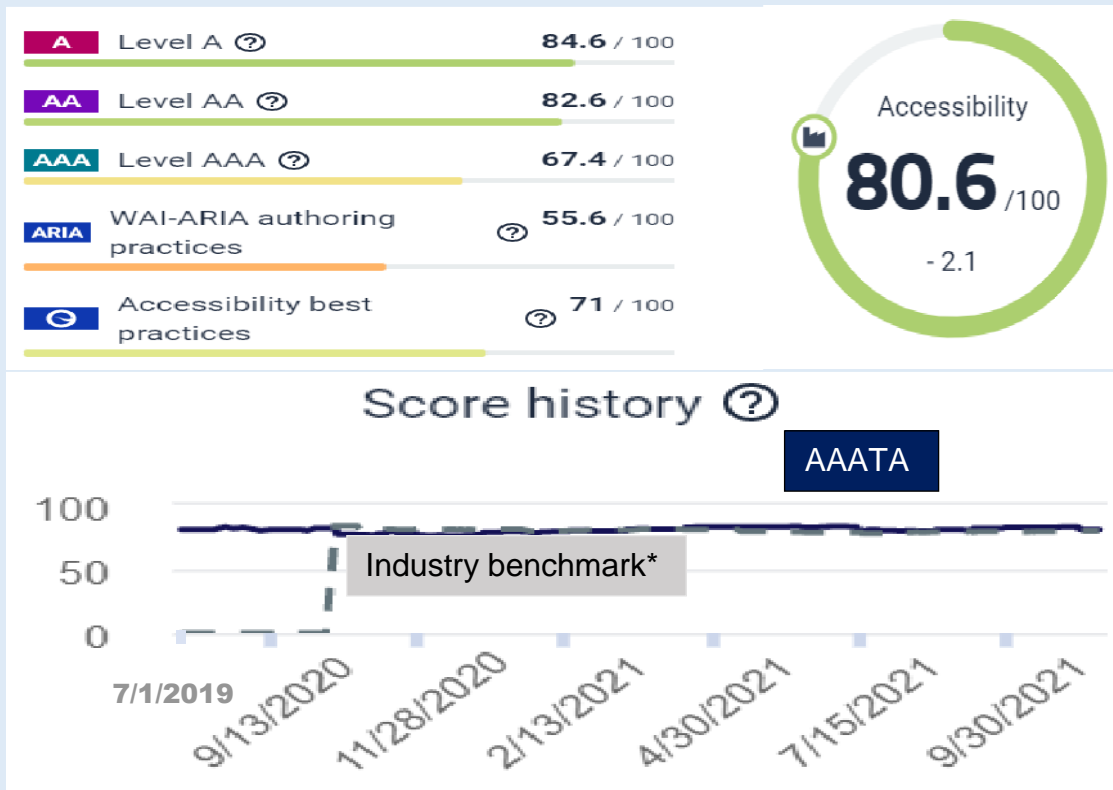 A Level A ? 84.6 / 100
AA Level AA ? 82.6 / 100
AAA Level AAA ? 67.4 / 100
ARIA WAI-ARIA authoring practices ? 55.6 / 100
Accessibility best practices ? 71 / 100
Accessibility
80.6 /100
- 2.1
Score history ?
AAATA
100
Industry benchmark*
50
0
7/1/2019
9/13/2020
11/28/2020
2/13/2021
4/30/2021
7/15/2021
9/30/2021